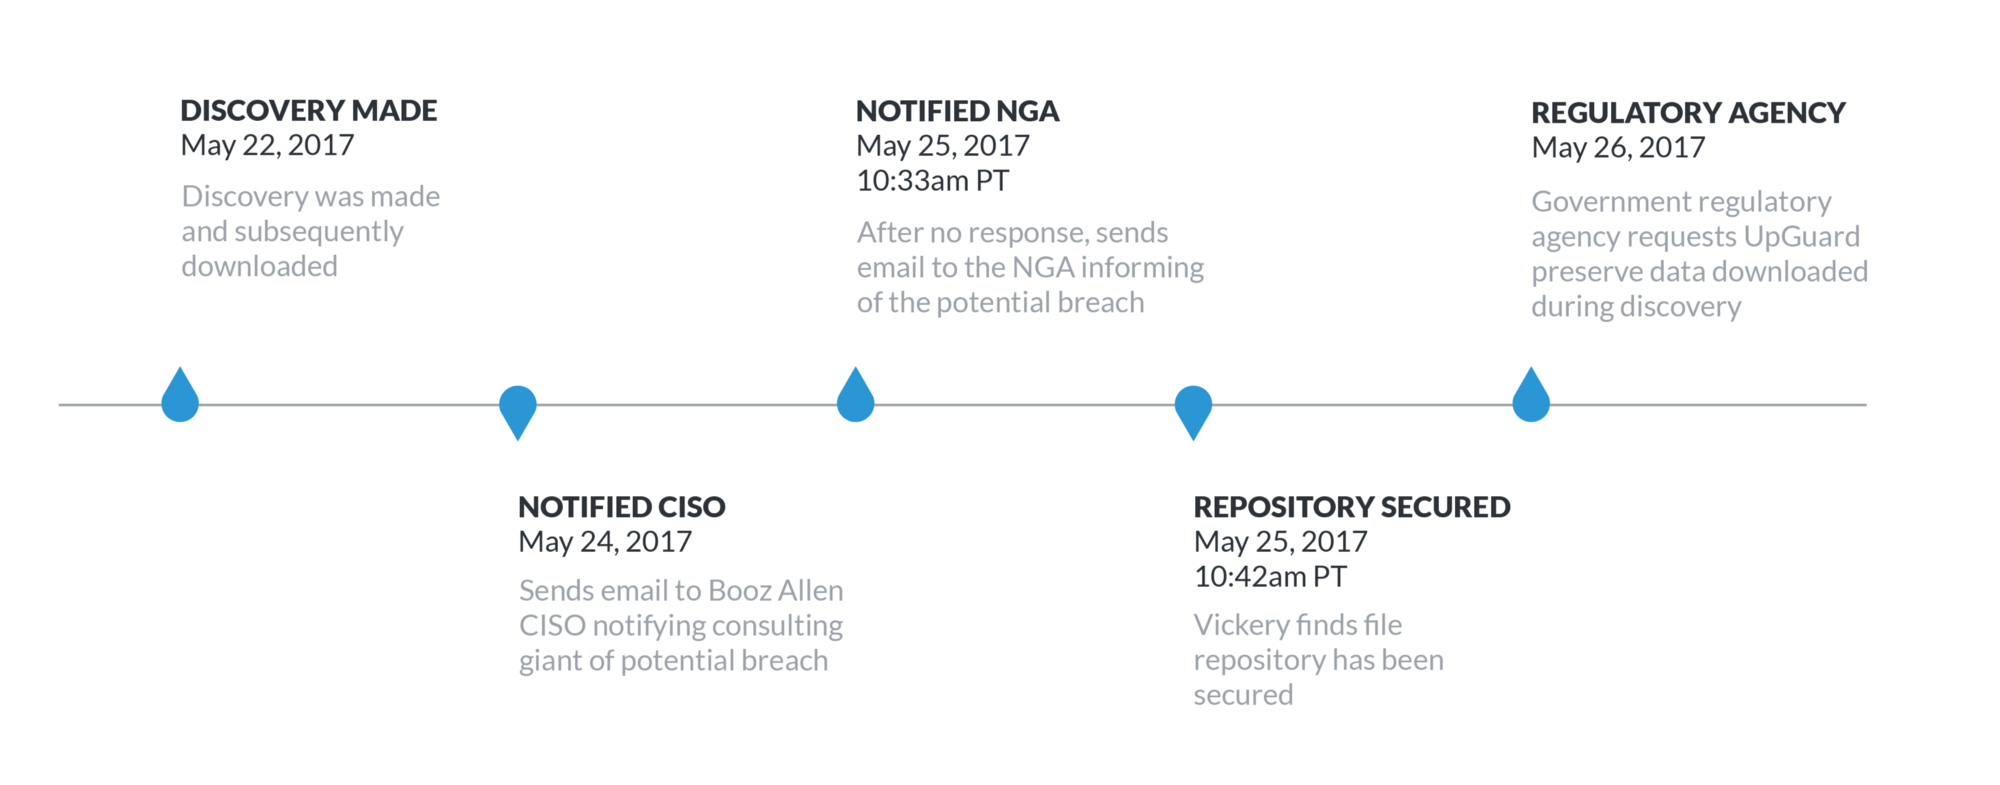 DISCOVERY MADE
May 22, 2017
Discovery was made
and subsequently
downloaded
NOTIFIED CISO
May 24, 2017
Sends email to Booz Allen
CISO notifying consulting
giant of potential breach
NOTIFIED NGA
May 25, 2017
10:33am PT
After no response, sends
email to the NGA informing
of the potential breach
REPOSITORY SECURED
May 25, 2017
10:42am PT
Vickery finds file
repository has been
secured
REGULATORY AGENCY
May 26, 2017
Government regulatory
agency requests UpGuard
preserve data downloaded
during discovery